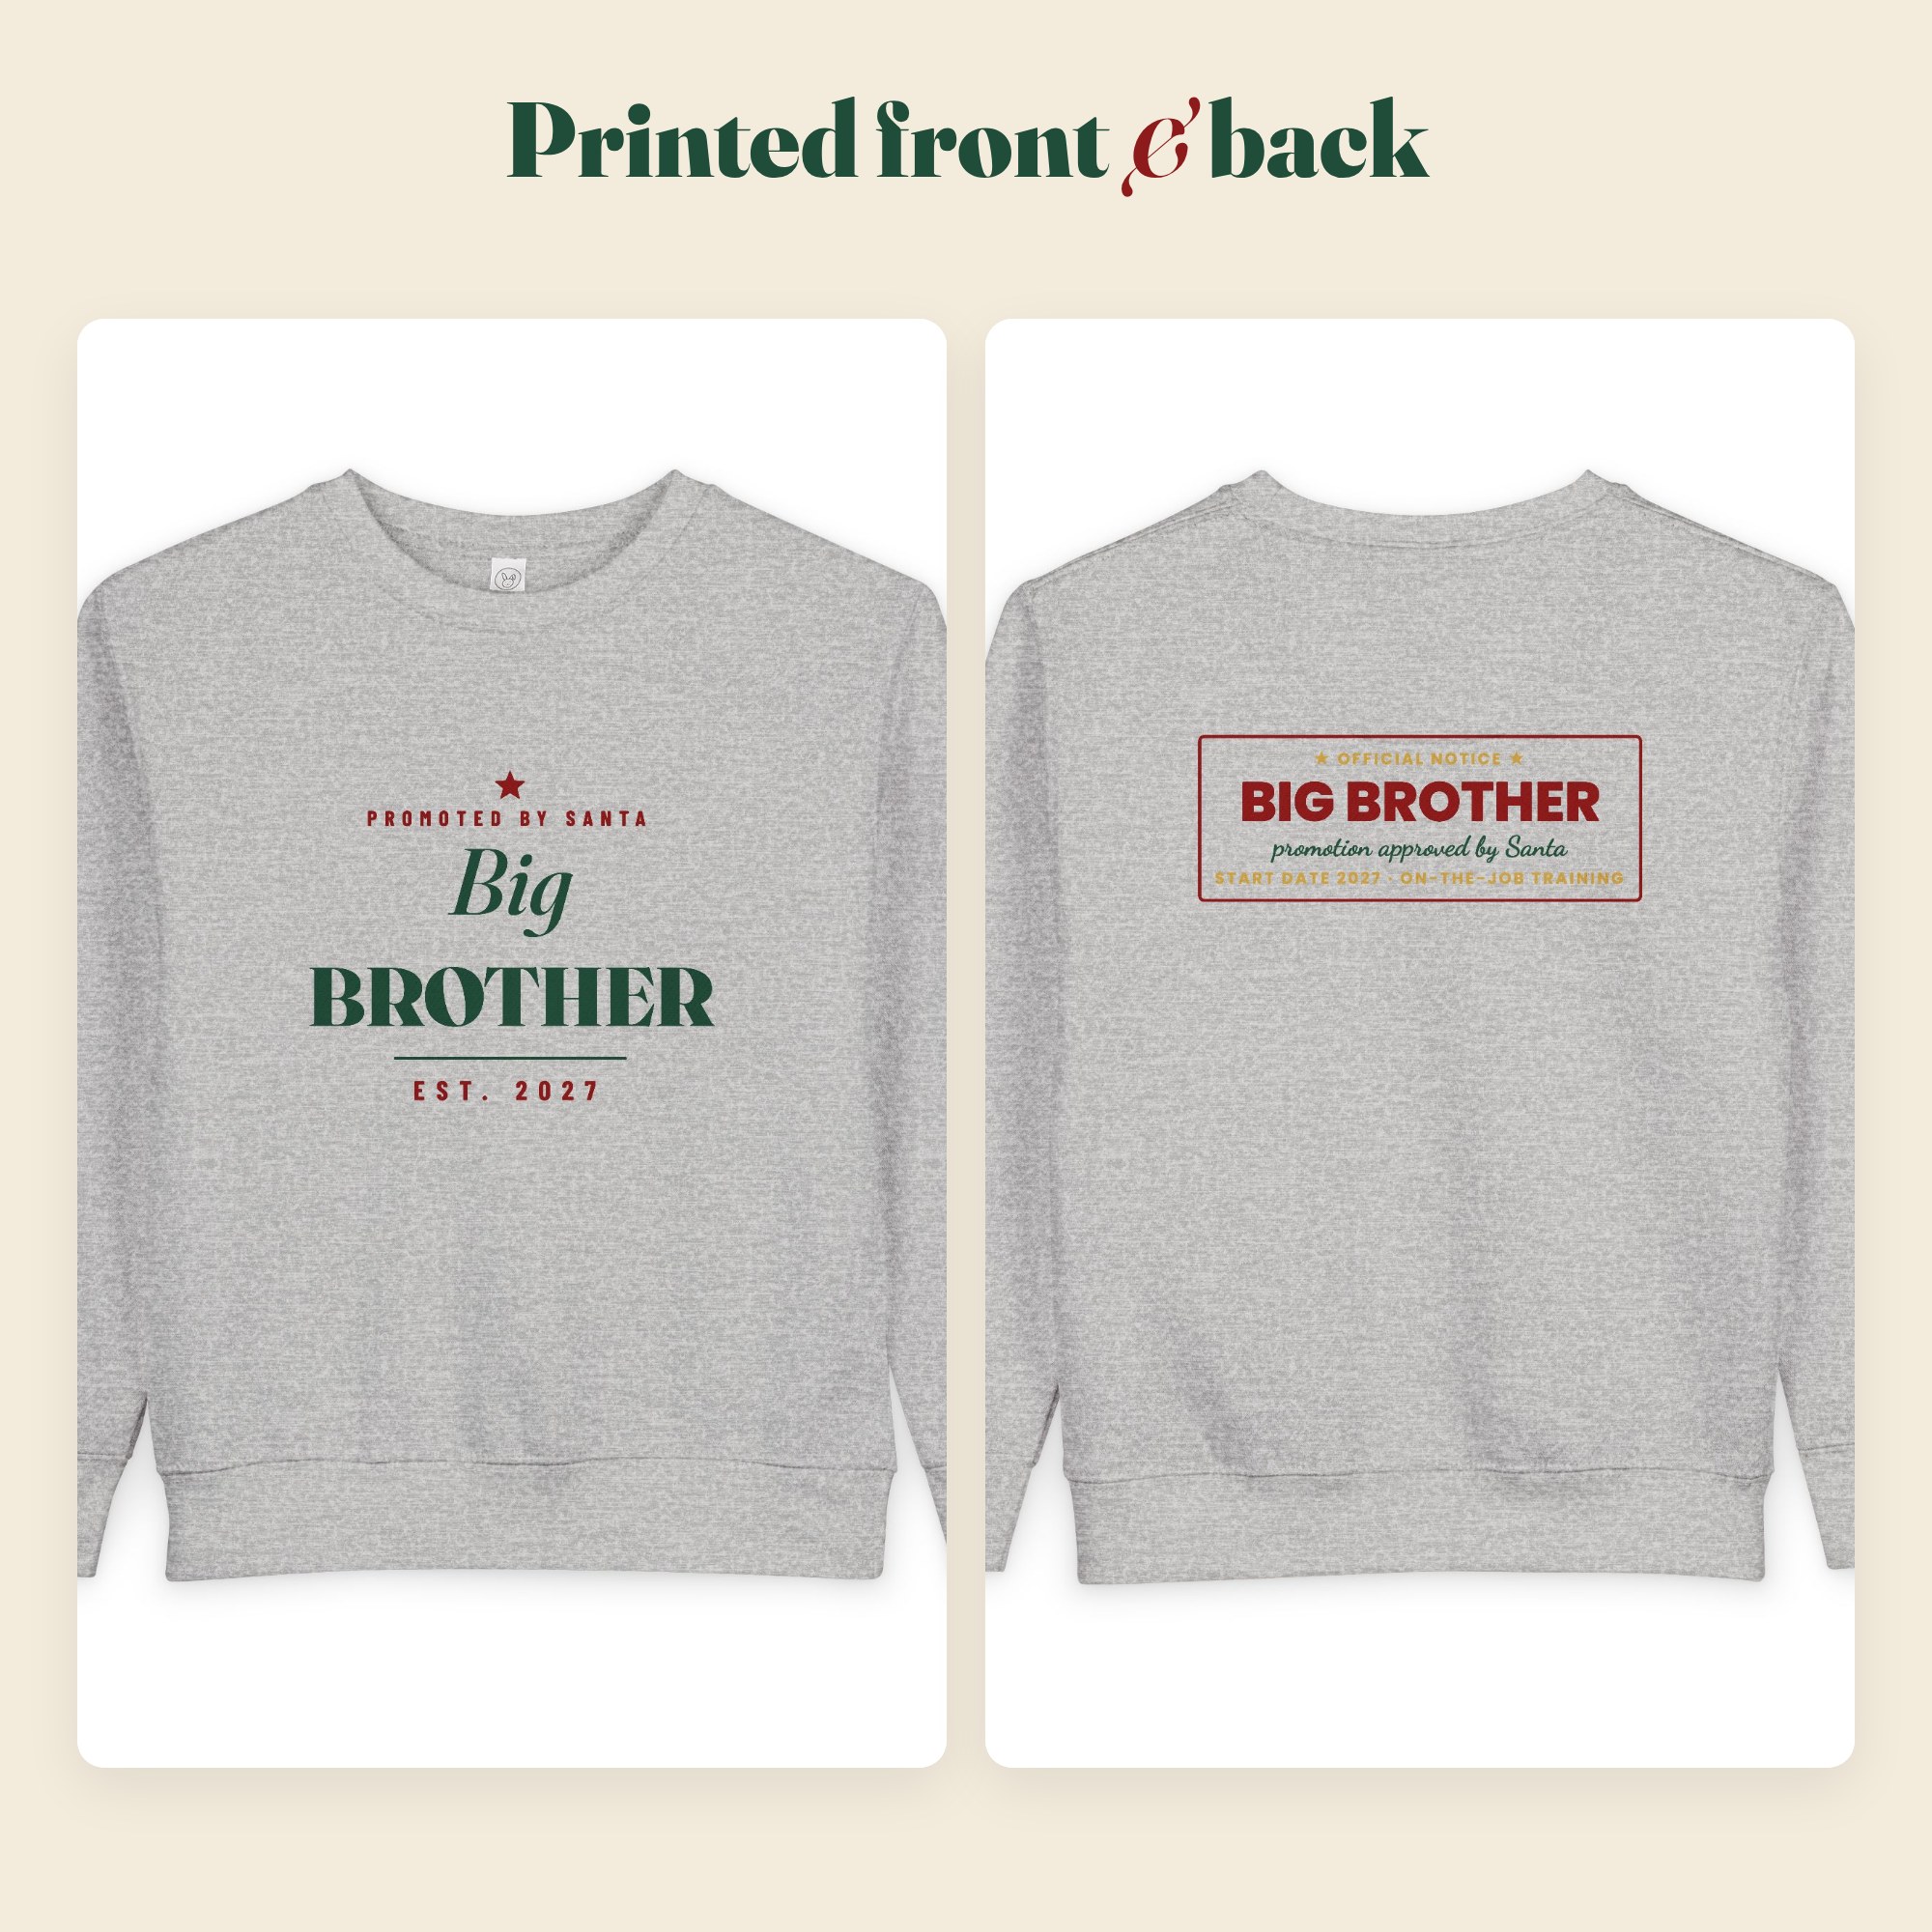 Printed front & back
PROMOTED BY SANTA
Big
BROTHER
EST. 2027
★ OFFICIAL NOTICE ★
BIG BROTHER
promotion approved by Santa
START DATE 2027 · ON-THE-JOB TRAINING